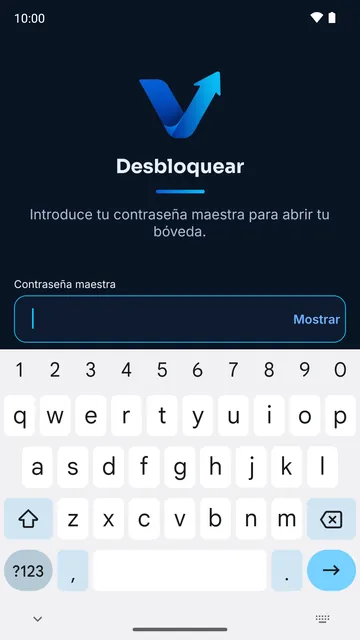 10:00
Desbloquear
Introduce tu contraseña maestra para abrir tu
bóveda.
Contraseña maestra
Mostrar
1 2 3 4 5 6 7 8 9 0
q w e r t y u i o p
a s d f g h j k l
z x c v b n m
?123 , .